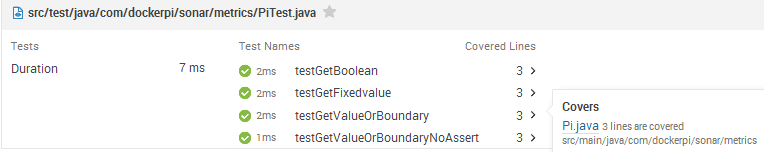 src/test/java/com/dockerpi/sonar/metrics/PiTest.java
Tests Test Names Covered Lines
Duration 7 ms 2ms testGetBoolean 3 >
2ms testGetFixedvalue 3 >
2ms testGetValueOrBoundary 3 >
1ms testGetValueOrBoundaryNoAssert 3 >
Covers
Pi.java 3 lines are covered
src/main/java/com/dockerpi/sonar/metrics